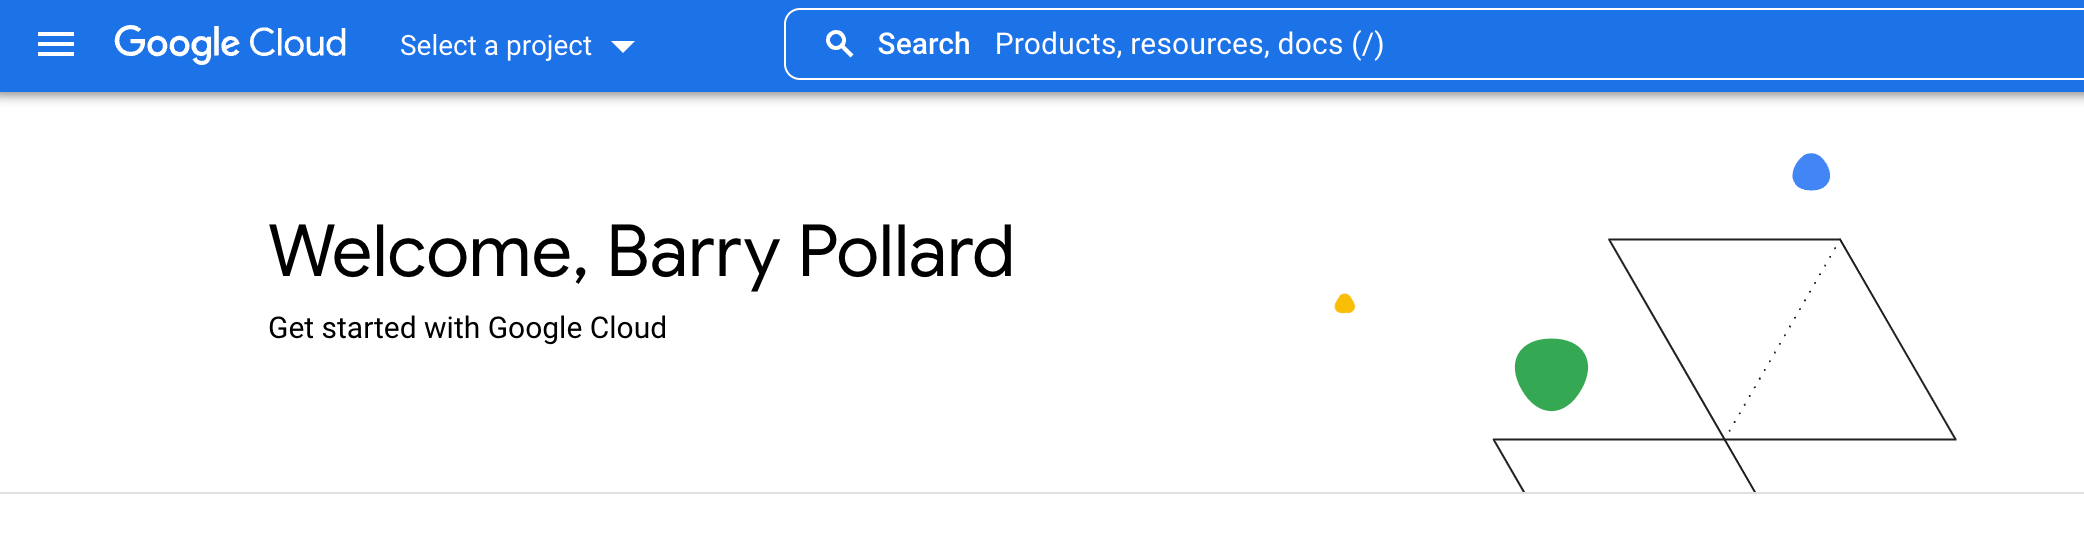 Google Cloud
Select a project
Search Products, resources, docs (/)
Welcome, Barry Pollard
Get started with Google Cloud